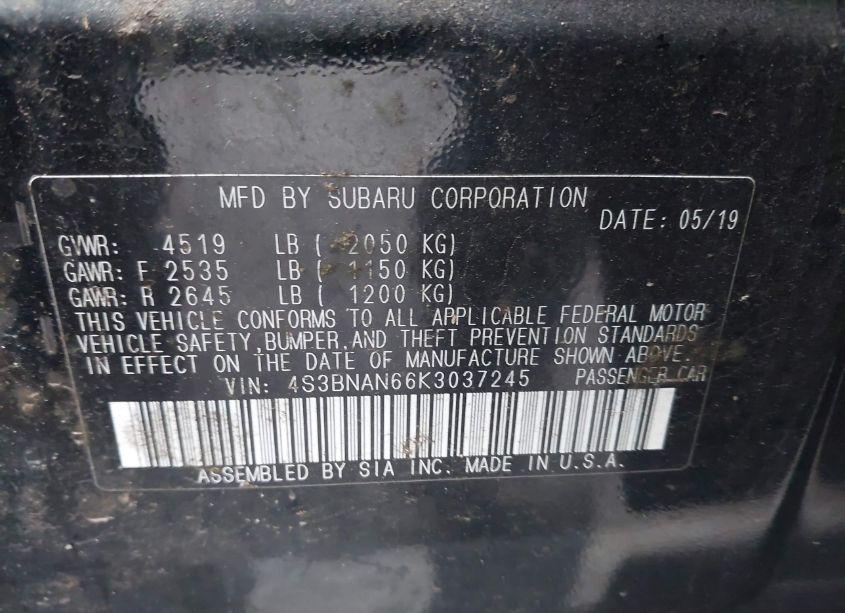 MFD BY SUBARU CORPORATION
DATE: 05/19
GVWR: 4519 LB ( 2050 KG)
GAWR: F 2535 LB ( 1150 KG)
GAWR: R 2645 LB ( 1200 KG)
THIS VEHICLE CONFORMS TO ALL APPLICABLE FEDERAL MOTOR
VEHICLE SAFETY, BUMPER, AND THEFT PREVENTION STANDARDS
IN EFFECT ON THE DATE OF MANUFACTURE SHOWN ABOVE.
VIN: 4S3BNAN66K3037245 PASSENGER CAR
ASSEMBLED BY SIA INC. MADE IN U.S.A.